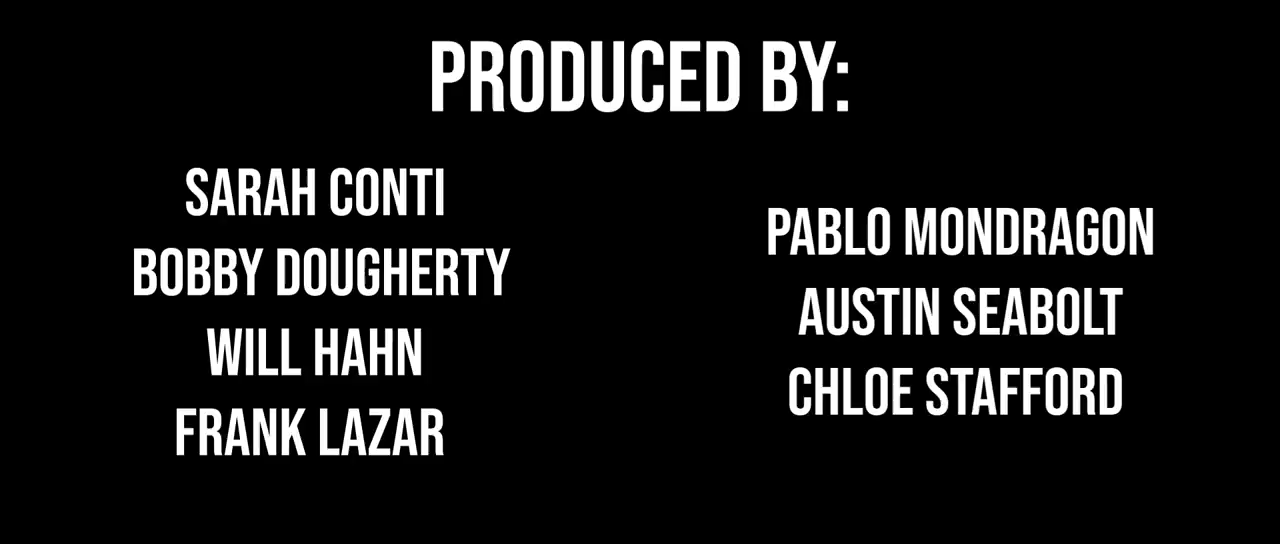 PRODUCED BY:
SARAH CONTI
BOBBY DOUGHERTY
WILL HAHN
FRANK LAZAR
PABLO MONDRAGON
AUSTIN SEABOLT
CHLOE STAFFORD